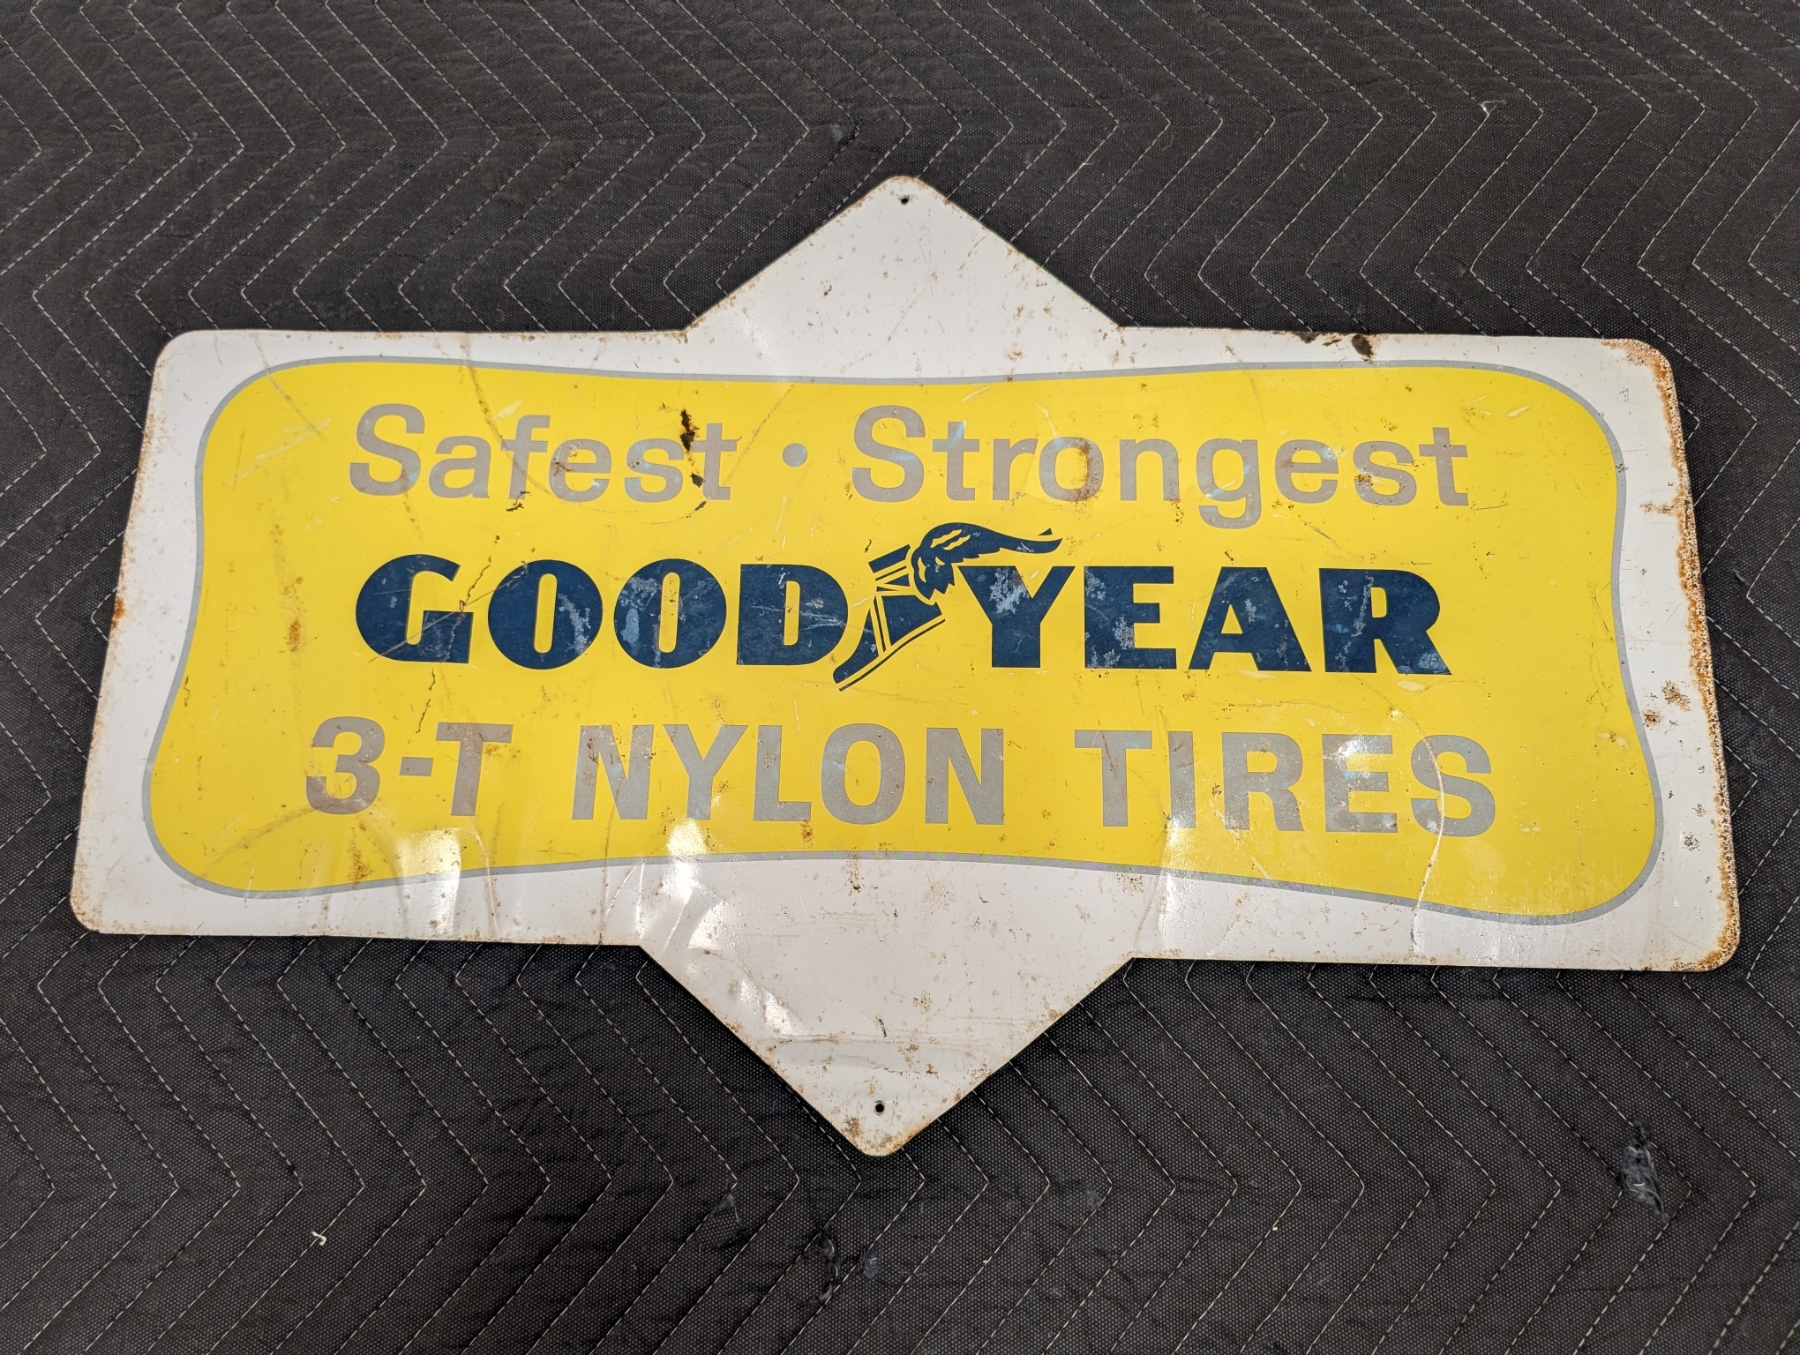 Safest • Strongest
GOODYEAR
3-T NYLON TIRES